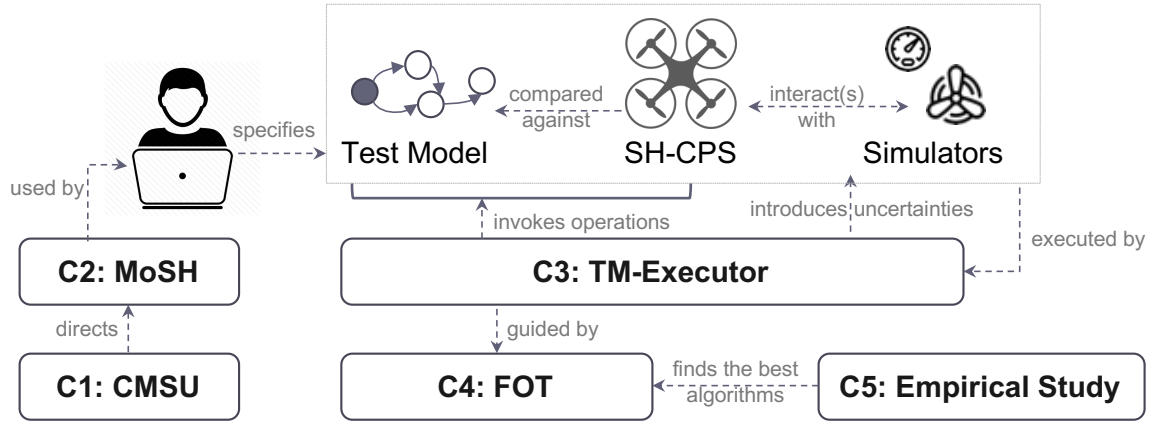 compared
against
interact(s)
with
specifies
Test Model
SH-CPS
Simulators
used by
invokes operations
introduces uncertainties
executed by
C2: MoSH
C3: TM-Executor
directs
guided by
C1: CMSU
C4: FOT
finds the best
algorithms
C5: Empirical Study